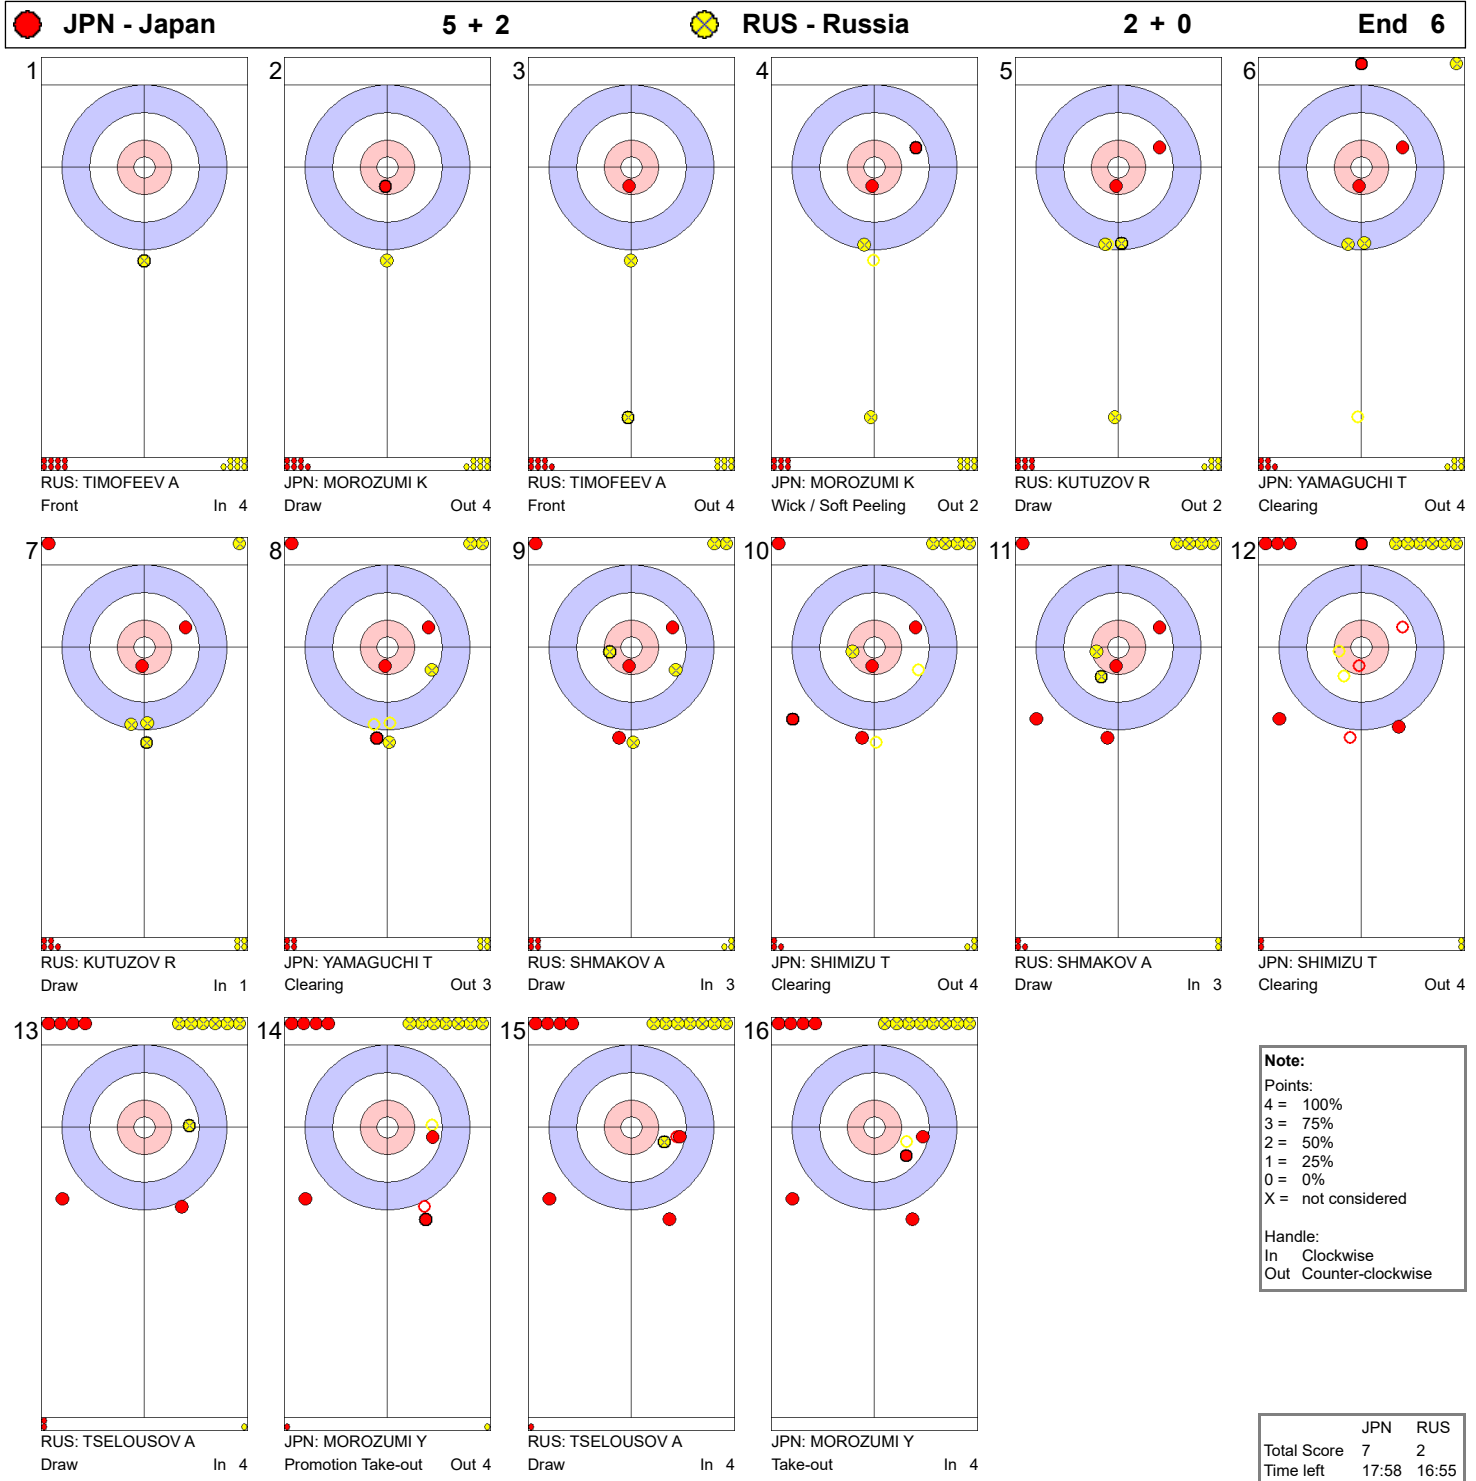 JPN - Japan 5 + 2 RUS - Russia 2 + 0 End 6
1 2 3 4 5 6
RUS: TIMOFEEV A JPN: MOROZUMI K RUS: TIMOFEEV A JPN: MOROZUMI K RUS: KUTUZOV R JPN: YAMAGUCHI T
Front In 4 Draw Out 4 Front Out 4 Wick / Soft Peeling Out 2 Draw Out 2 Clearing Out 4
7 8 9 10 11 12
RUS: KUTUZOV R JPN: YAMAGUCHI T RUS: SHMAKOV A JPN: SHIMIZU T RUS: SHMAKOV A JPN: SHIMIZU T
Draw In 1 Clearing Out 3 Draw In 3 Clearing Out 4 Draw In 3 Clearing Out 4
13 14 15 16
RUS: TSELOUSOV A JPN: MOROZUMI Y RUS: TSELOUSOV A JPN: MOROZUMI Y
Draw In 4 Promotion Take-out Out 4 Draw In 4 Take-out In 4
Note:
Points:
4 = 100%
3 = 75%
2 = 50%
1 = 25%
0 = 0%
X = not considered
Handle:
In Clockwise
Out Counter-clockwise
JPN RUS
Total Score 7 2
Time left 17:58 16:55